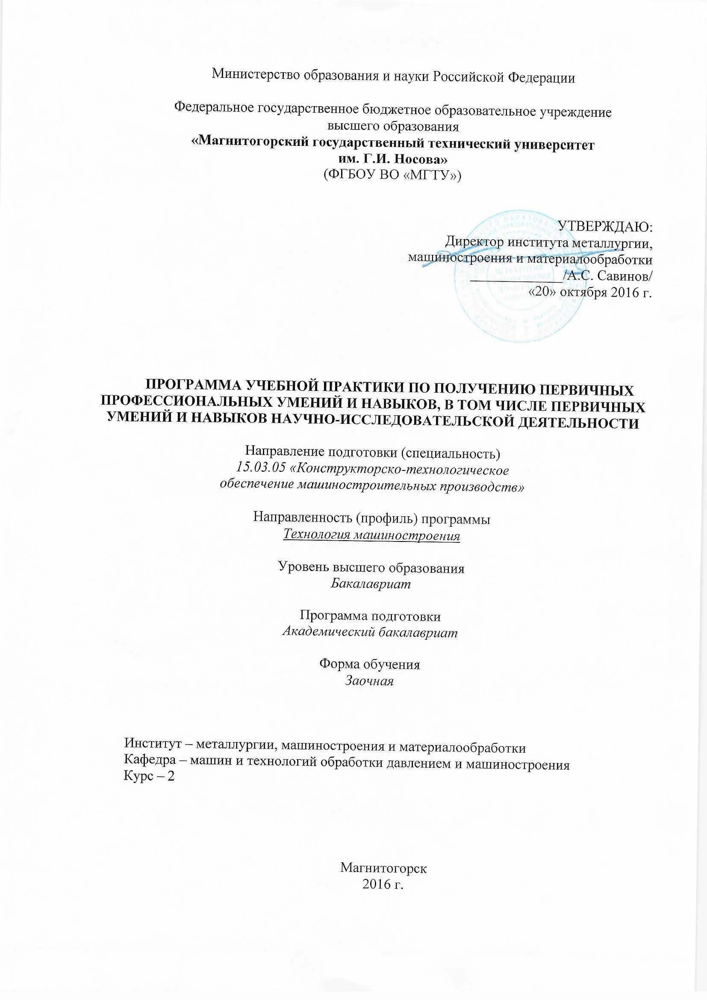 Министерство образования и науки Российской Федерации
Федеральное государственное бюджетное образовательное учреждение
высшего образования
«Магнитогорский государственный технический университет
им. Г.И. Носова»
(ФГБОУ ВО «МГТУ»)
УТВЕРЖДАЮ:
Директор института металлургии,
машиностроения и материалообработки
/А.С. Савинов/
«20» октября 2016 г.
ПРОГРАММА УЧЕБНОЙ ПРАКТИКИ ПО ПОЛУЧЕНИЮ ПЕРВИЧНЫХ
ПРОФЕССИОНАЛЬНЫХ УМЕНИЙ И НАВЫКОВ, В ТОМ ЧИСЛЕ ПЕРВИЧНЫХ
УМЕНИЙ И НАВЫКОВ НАУЧНО-ИССЛЕДОВАТЕЛЬСКОЙ ДЕЯТЕЛЬНОСТИ
Направление подготовки (специальность)
15.03.05 «Конструкторско-технологическое
обеспечение машиностроительных производств»
Направленность (профиль) программы
Технология машиностроения
Уровень высшего образования
Бакалавриат
Программа подготовки
Академический бакалавриат
Форма обучения
Заочная
Институт – металлургии, машиностроения и материалообработки
Кафедра – машин и технологий обработки давлением и машиностроения
Курс – 2
Магнитогорск
2016 г.